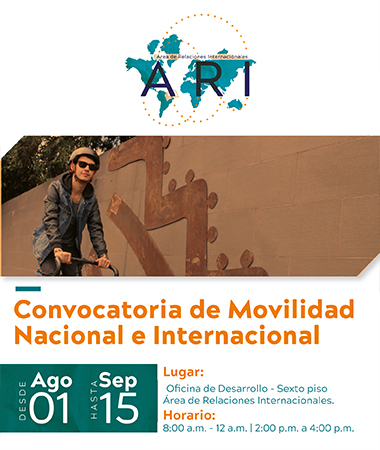 Área de Relaciones Internacionales
ARI
Convocatoria de Movilidad
Nacional e Internacional
DESDE
Ago
01
HASTA
Sep
15
Lugar:
Oficina de Desarrollo - Sexto piso
Área de Relaciones Internacionales.
Horario:
8:00 a.m. - 12 a.m. | 2:00 p.m. a 4:00 p.m.